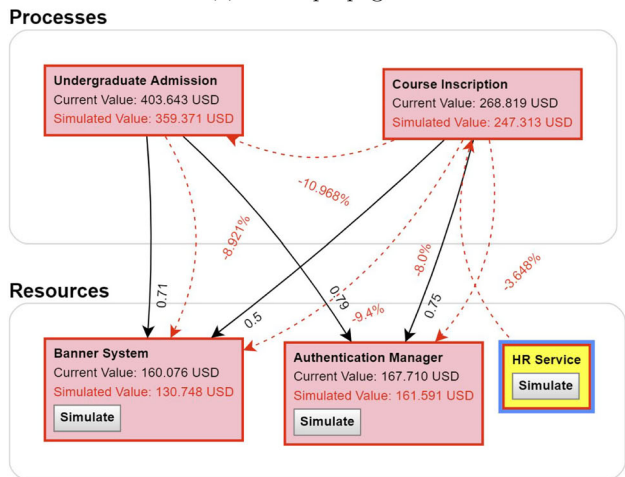 Processes
Undergraduate Admission
Current Value: 403.643 USD
Simulated Value: 359.371 USD
Course Inscription
Current Value: 268.819 USD
Simulated Value: 247.313 USD
-10.968%
-8.921%
-8.0%
-3.648%
0.71
0.5
0.79
-9.4%
0.75
Resources
Banner System
Current Value: 160.076 USD
Simulated Value: 130.748 USD
Simulate
Authentication Manager
Current Value: 167.710 USD
Simulated Value: 161.591 USD
Simulate
HR Service
Simulate